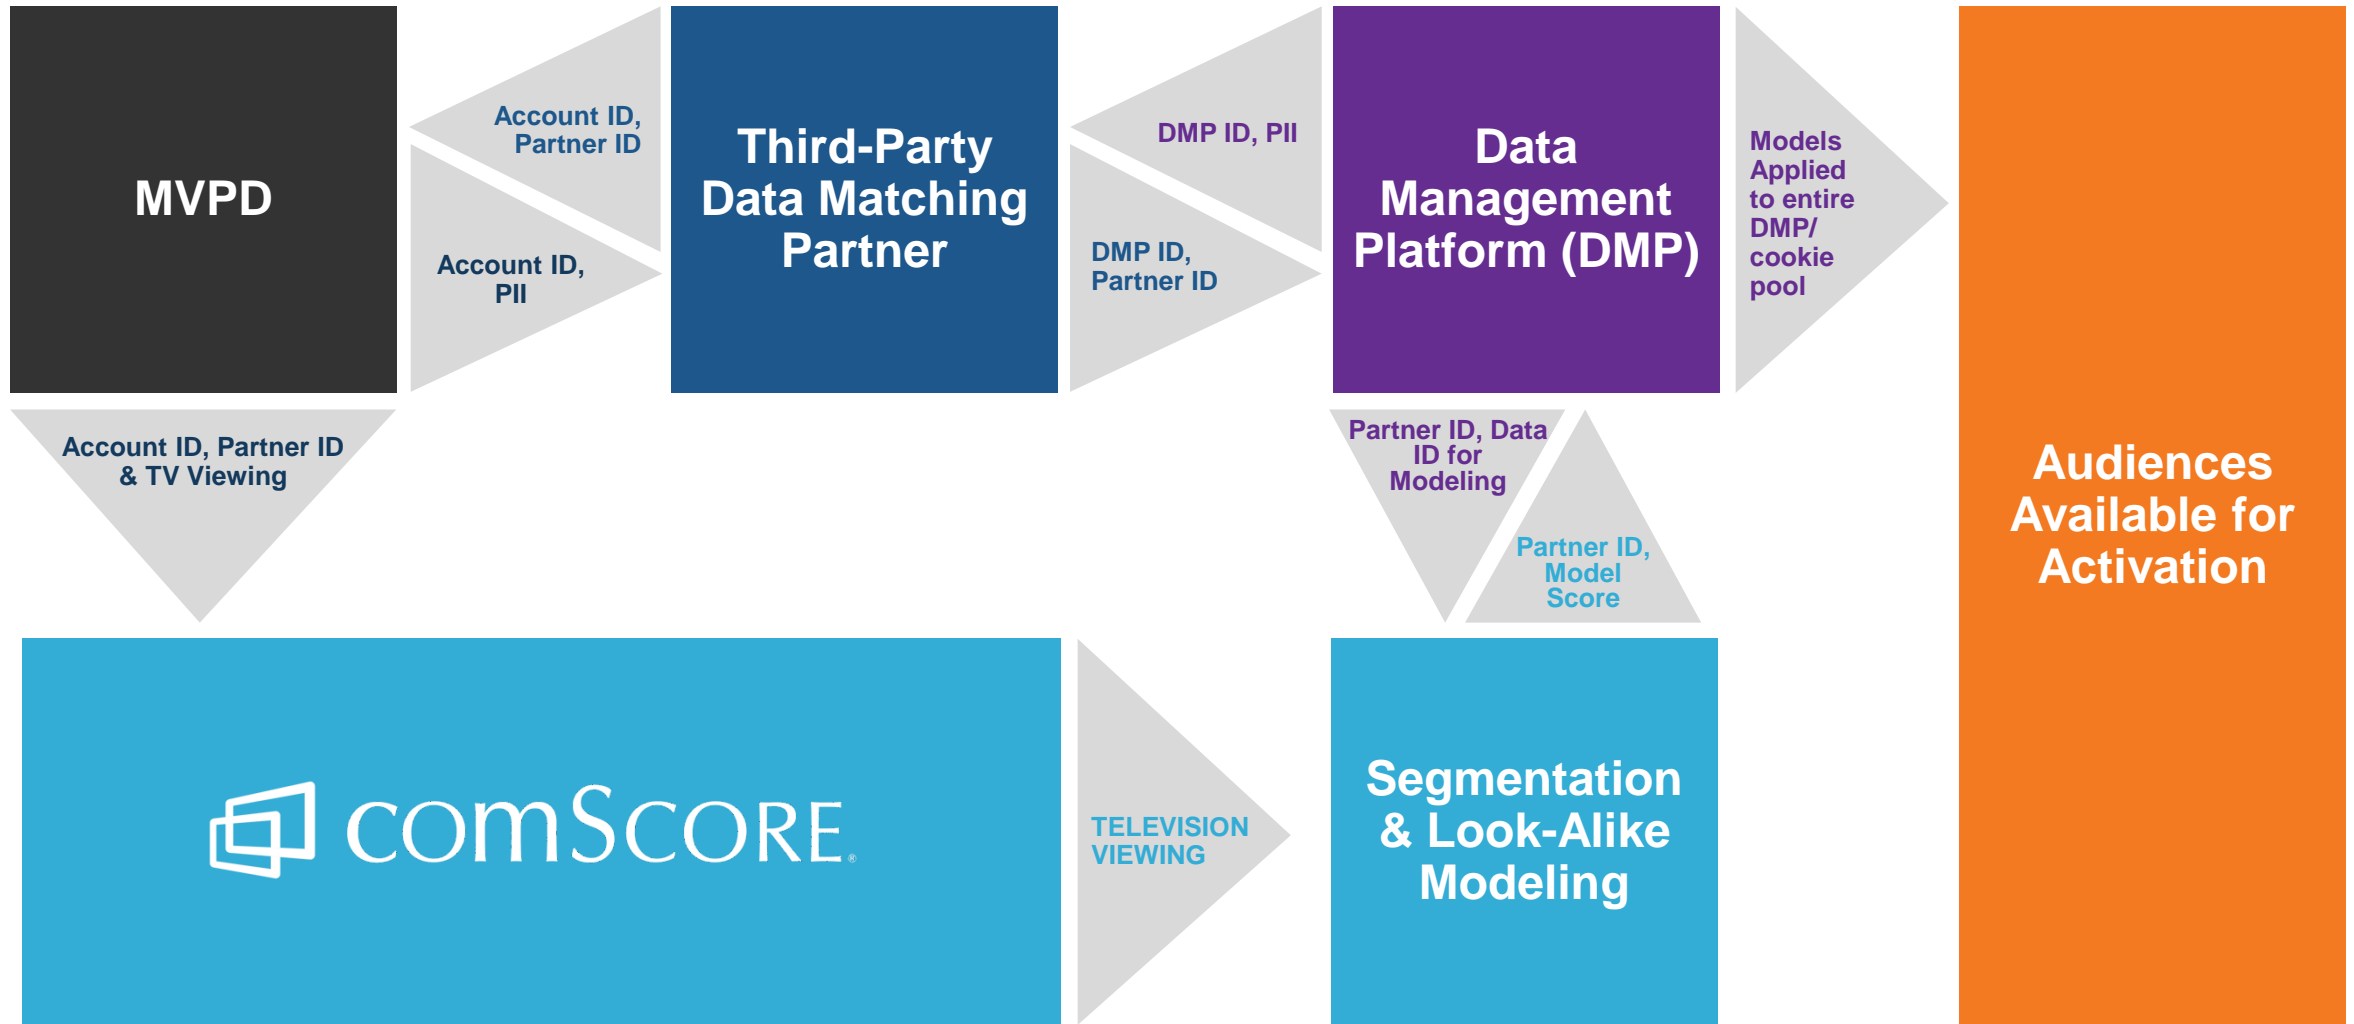 MVPD
Account ID,
Partner ID
Account ID,
PII
Third-Party
Data Matching
Partner
DMP ID, PII
DMP ID,
Partner ID
Data
Management
Platform (DMP)
Models
Applied
to entire
DMP/
cookie
pool
Account ID, Partner ID
& TV Viewing
Partner ID, Data
ID for
Modeling
Partner ID,
Model
Score
Audiences
Available for
Activation
comScore®
TELEVISION
VIEWING
Segmentation
& Look-Alike
Modeling